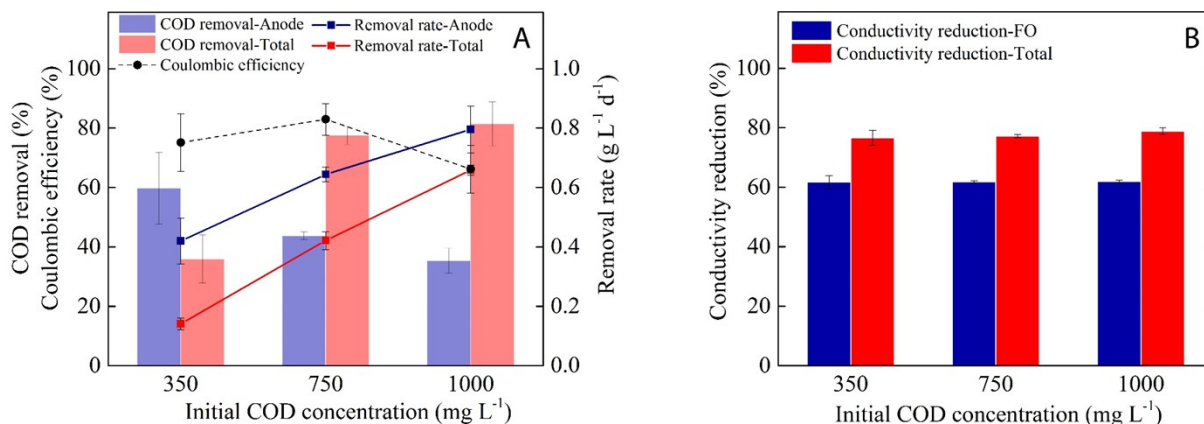 COD removal-Anode
COD removal-Total
Coulombic efficiency
Removal rate-Anode
Removal rate-Total
A
COD removal (%)
Coulombic efficiency (%)
100
80
60
40
20
0
1.0
0.8
0.6
0.4
0.2
0.0
Removal rate (g L⁻¹ d⁻¹)
350 750 1000
Initial COD concentration (mg L⁻¹)
Conductivity reduction-FO
Conductivity reduction-Total
B
Conductivity reduction (%)
100
80
60
40
20
0
350 750 1000
Initial COD concentration (mg L⁻¹)